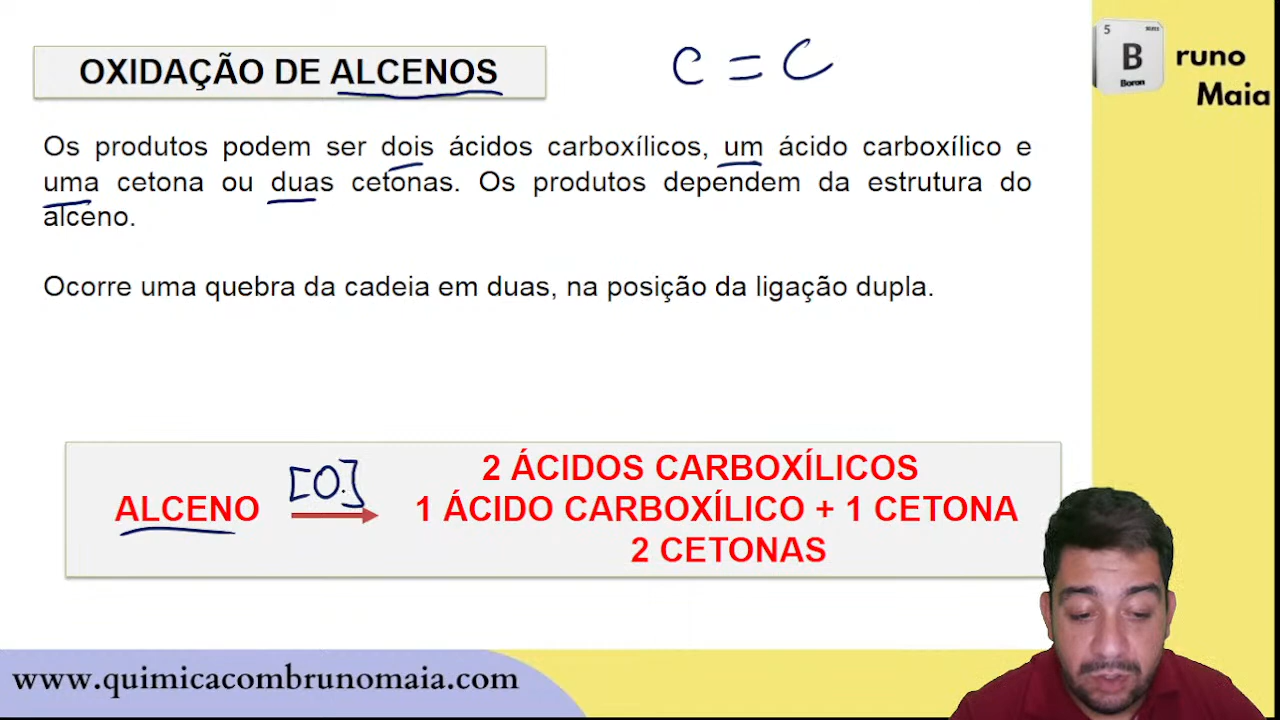 OXIDAÇÃO DE ALCENOS
C = C
5
B
Boron
runo
Maia
Os produtos podem ser dois ácidos carboxílicos, um ácido carboxílico e
uma cetona ou duas cetonas. Os produtos dependem da estrutura do
alceno.
Ocorre uma quebra da cadeia em duas, na posição da ligação dupla.
ALCENO
[O]
2 ÁCIDOS CARBOXÍLICOS
1 ÁCIDO CARBOXÍLICO + 1 CETONA
2 CETONAS
www.quimicacombrunomaia.com